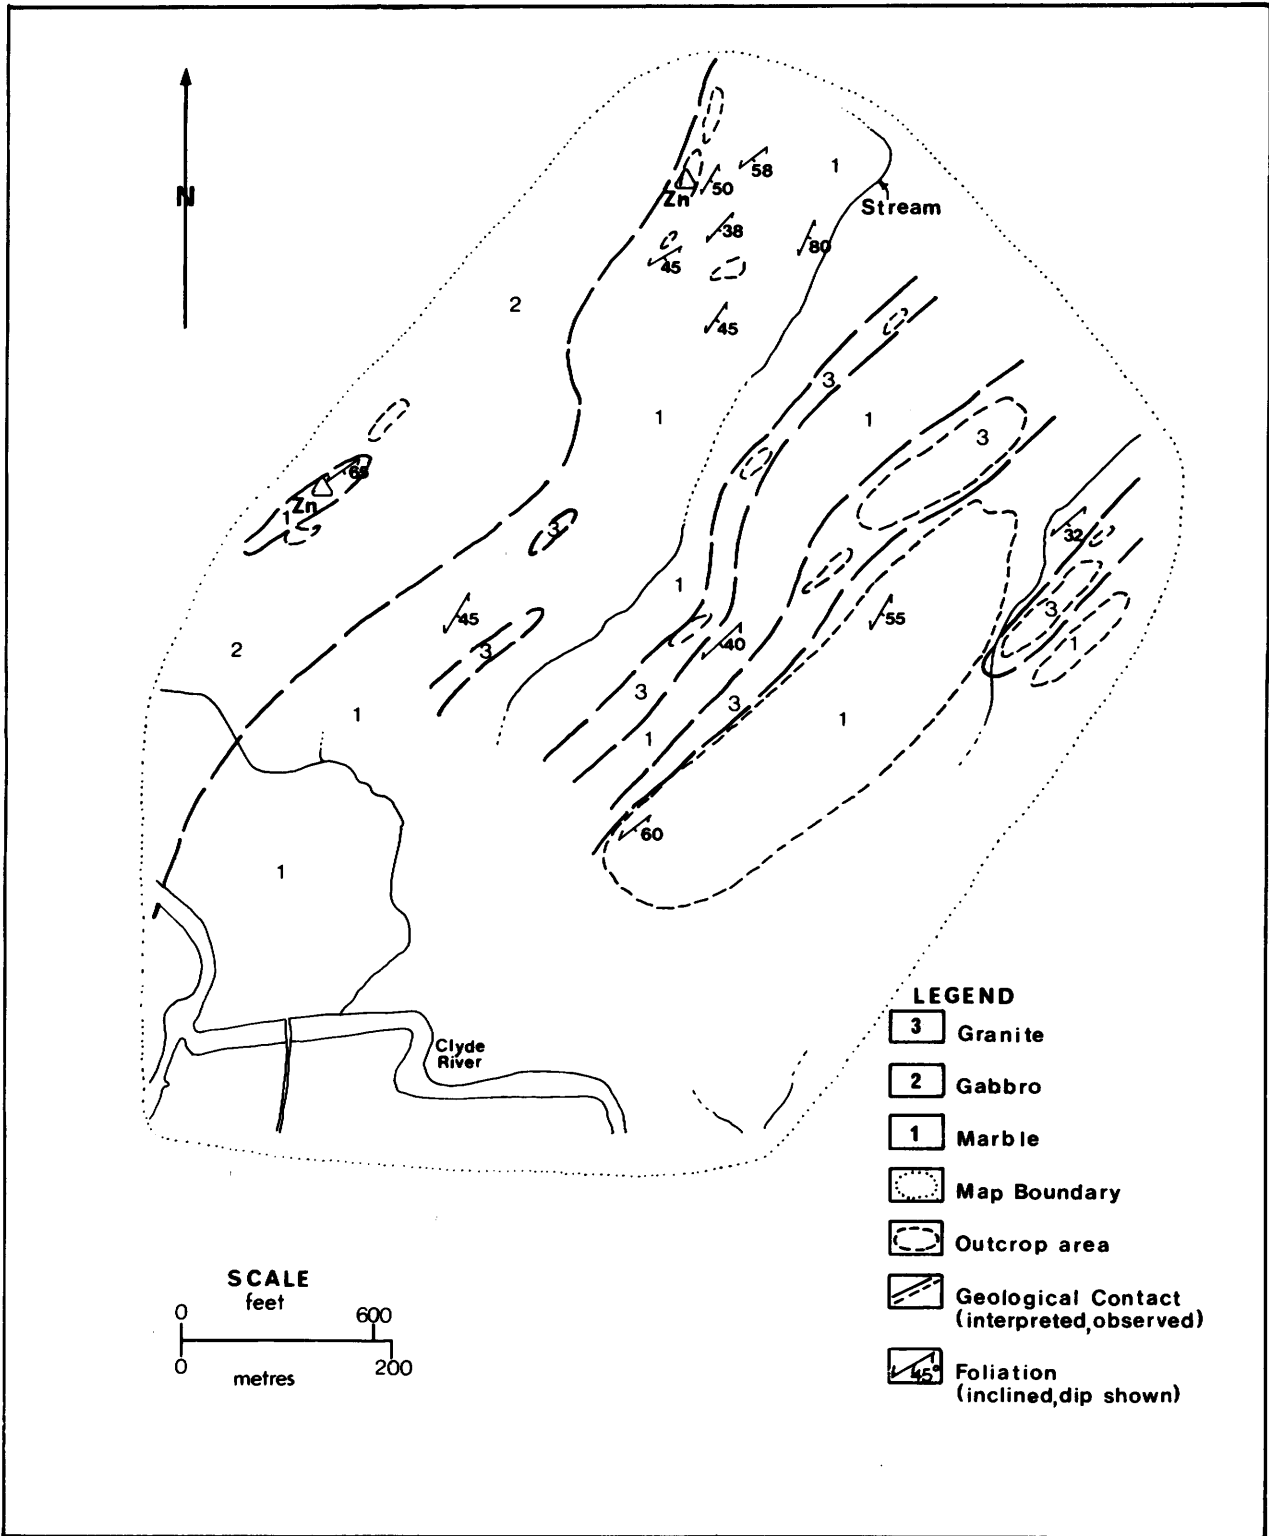 N
1
58
50
Zn
Stream
38
80
45
2
45
3
1
1
3
65
Zn
1
3
32
1
45
55
3
1
40
2
3
3
3
1
1
1
60
1
LEGEND
3 Granite
Clyde
River
2 Gabbro
1 Marble
Map Boundary
Outcrop area
Geological Contact
(interpreted,observed)
45° Foliation
(inclined,dip shown)
SCALE
feet
0 600
0 200
metres